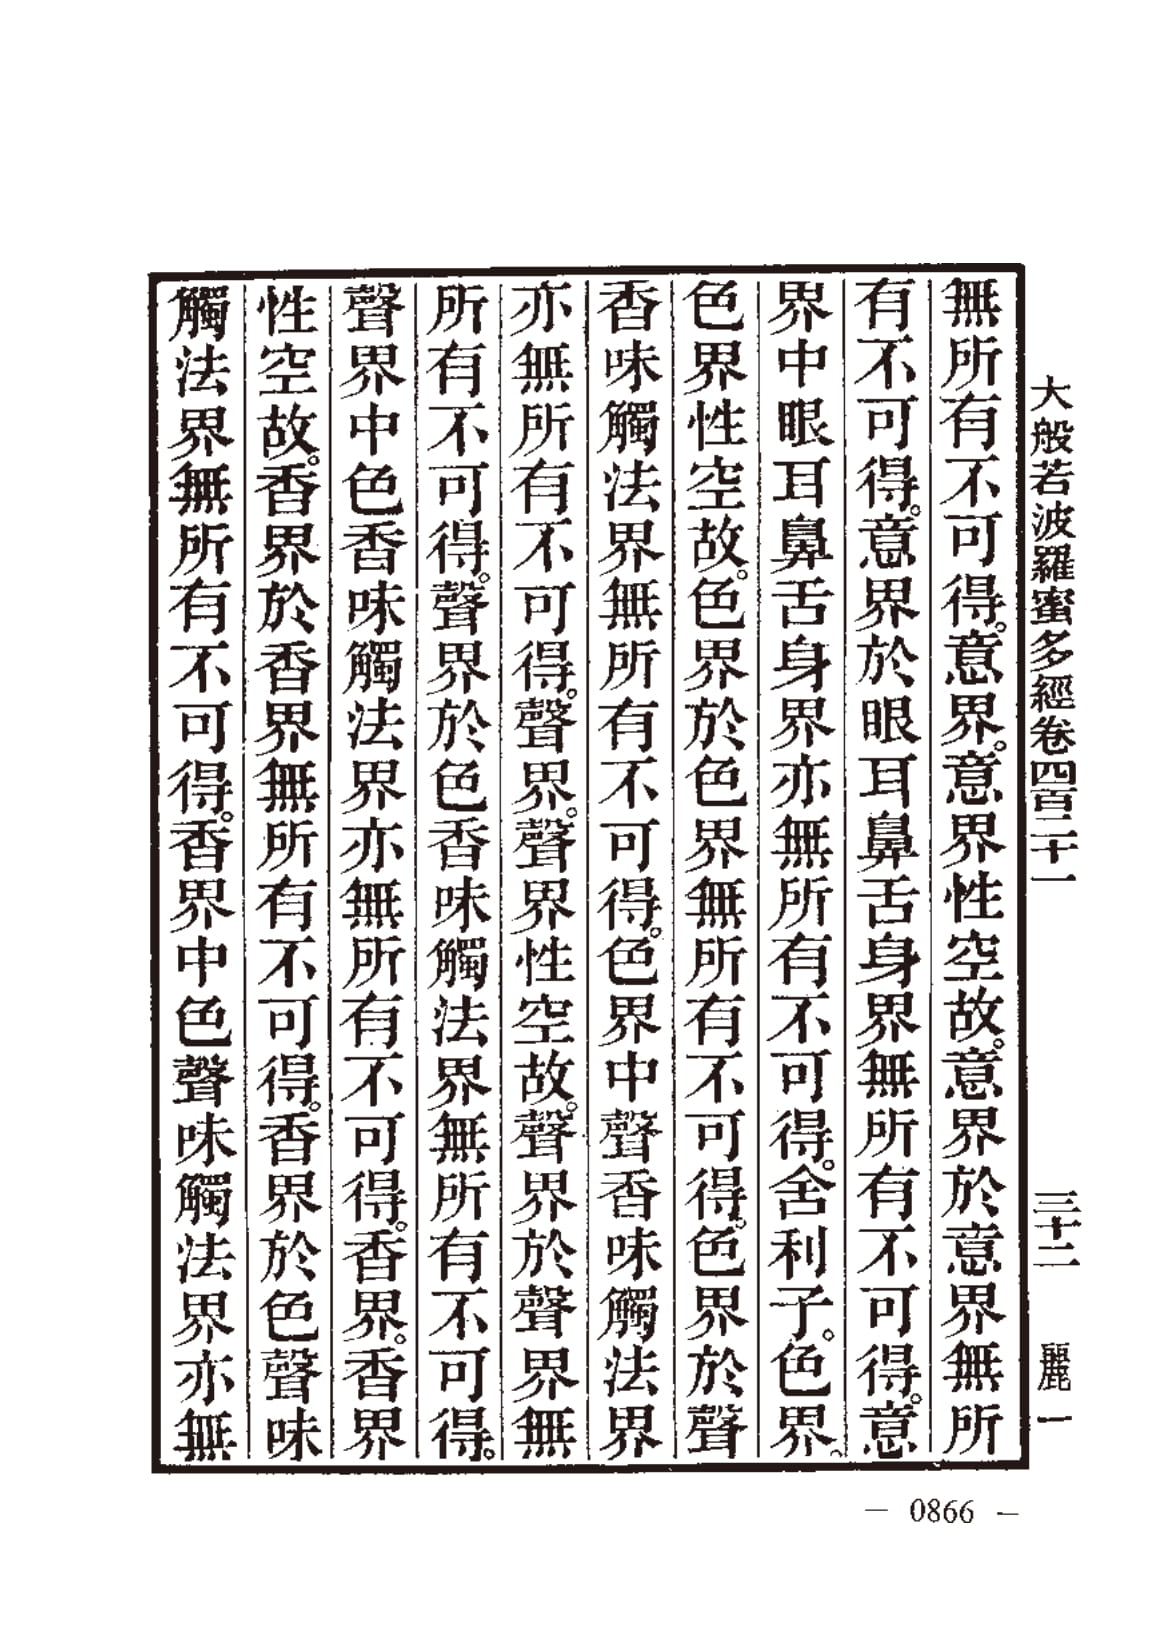 大般若波羅蜜多經卷四百二十一　三十二　麗一
無所有不可得。意界。意界性空故。意界於意界無所
有不可得。意界於眼耳鼻舌身界無所有不可得。意
界中眼耳鼻舌身界亦無所有不可得。舍利子。色界。
色界性空故。色界於色界無所有不可得。色界於聲
香味觸法界無所有不可得。色界中聲香味觸法界
亦無所有不可得。聲界。聲界性空故。聲界於聲界無
所有不可得。聲界於色香味觸法界無所有不可得。
聲界中色香味觸法界亦無所有不可得。香界。香界
性空故。香界於香界無所有不可得。香界於色聲味
觸法界無所有不可得。香界中色聲味觸法界亦無
— 0866 —